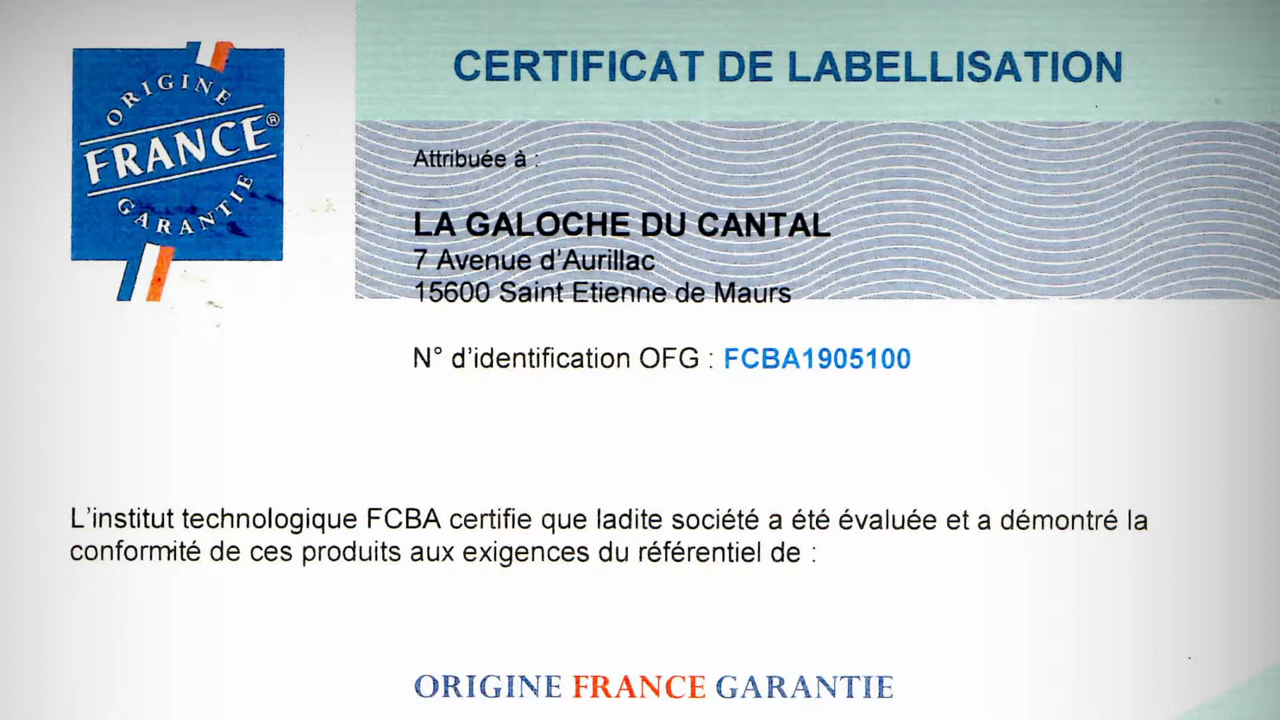 ORIGINE
FRANCE®
GARANTIE
CERTIFICAT DE LABELLISATION
Attribuée à :
LA GALOCHE DU CANTAL
7 Avenue d'Aurillac
15600 Saint Etienne de Maurs
N° d'identification OFG : FCBA1905100
L'institut technologique FCBA certifie que ladite société a été évaluée et a démontré la
conformité de ces produits aux exigences du référentiel de :
ORIGINE FRANCE GARANTIE